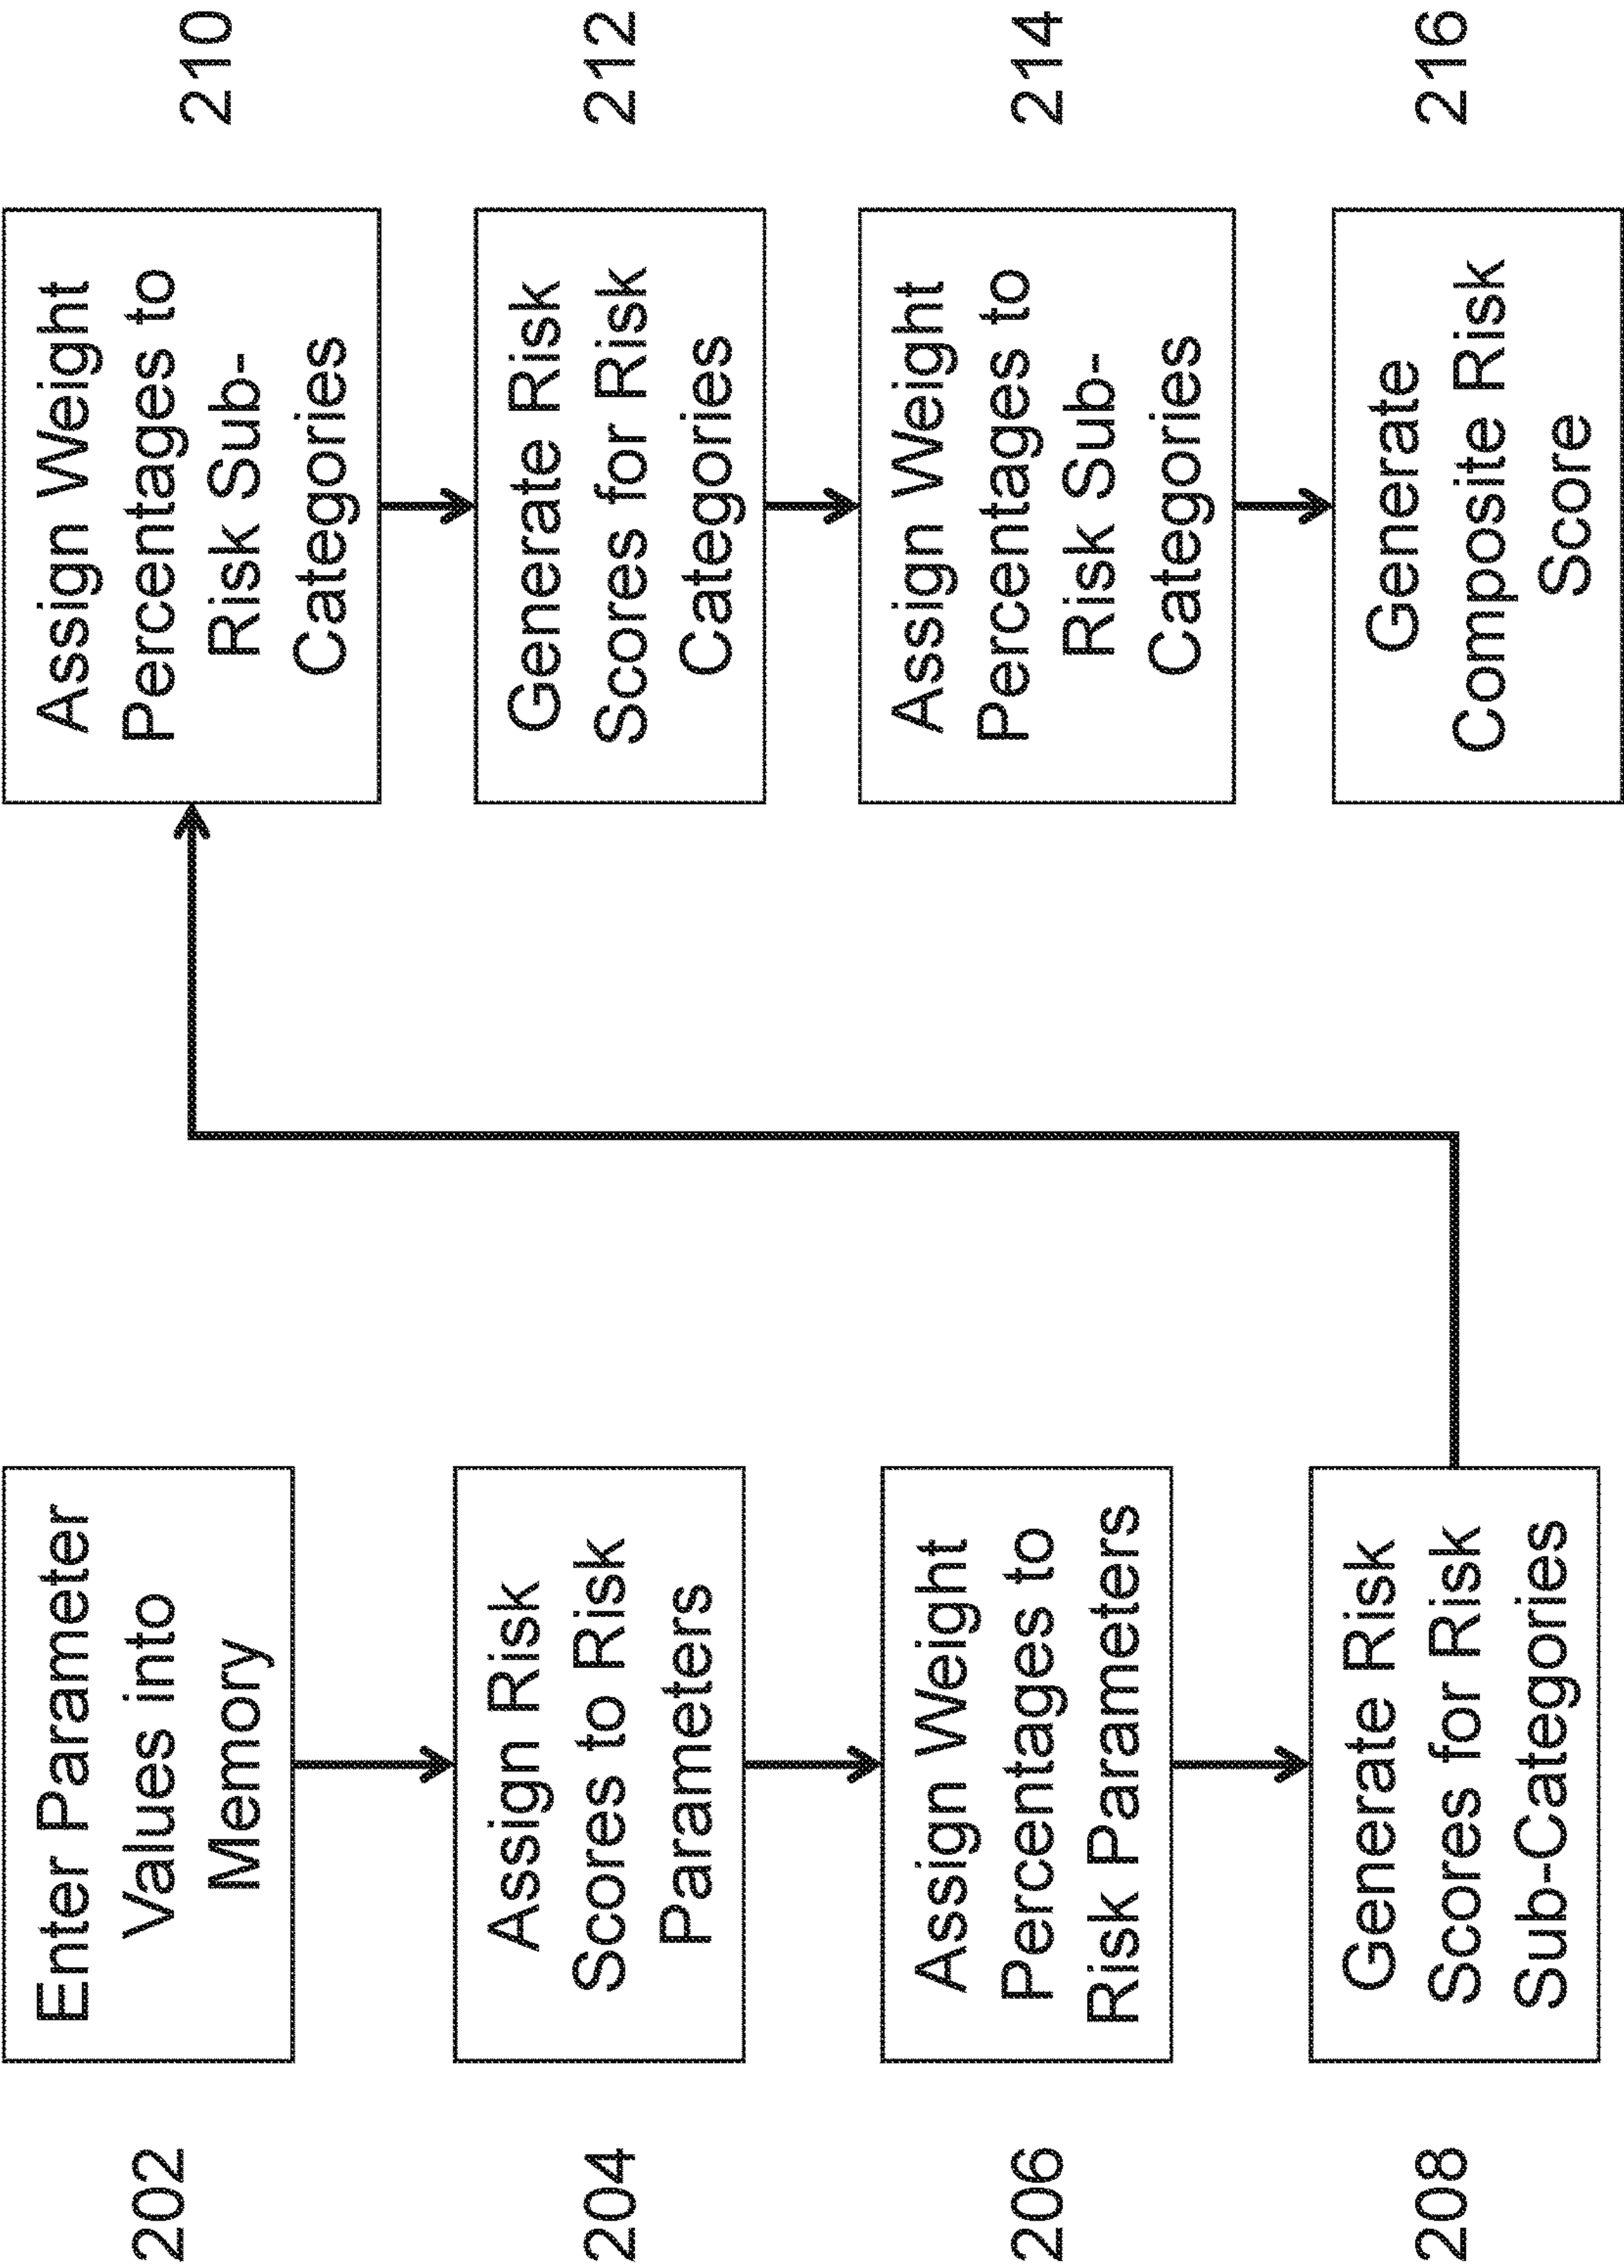 202
Enter Parameter
Values into
Memory
204
Assign Risk
Scores to Risk
Parameters
206
Assign Weight
Percentages to
Risk Parameters
208
Generate Risk
Scores for Risk
Sub-Categories
Assign Weight
Percentages to
Risk Sub-
Categories
210
Generate Risk
Scores for Risk
Categories
212
Assign Weight
Percentages to
Risk Sub-
Categories
214
Generate
Composite Risk
Score
216